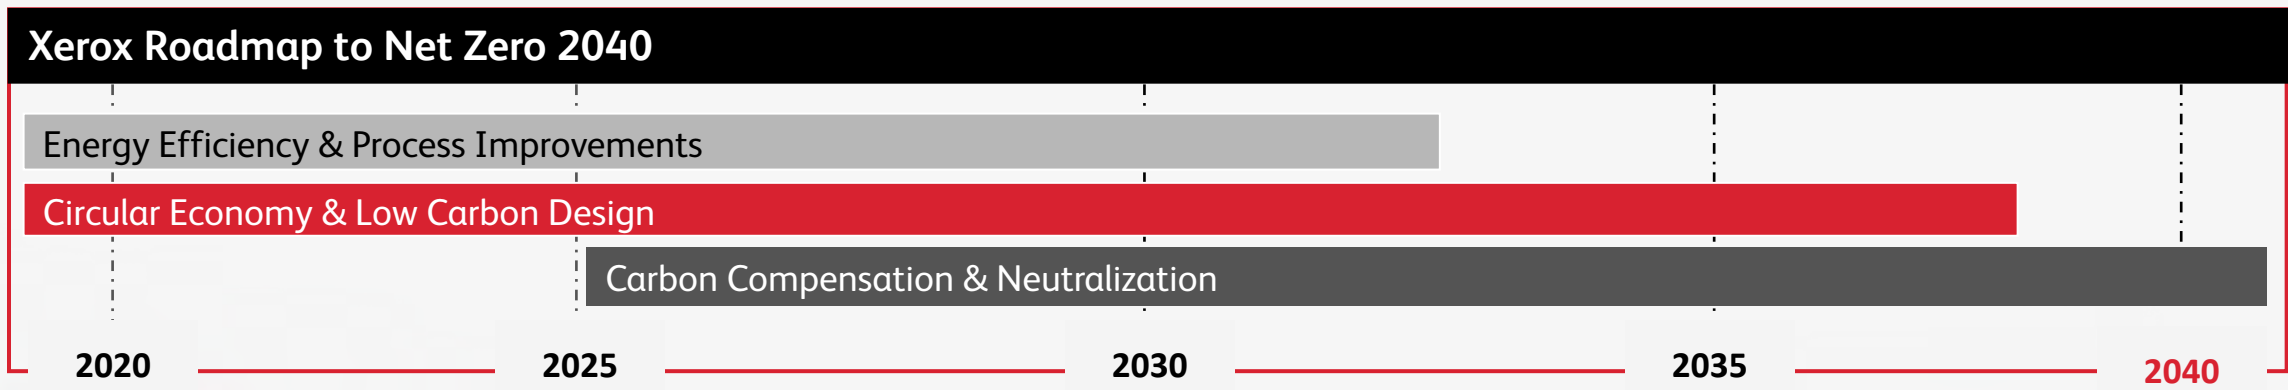 Xerox Roadmap to Net Zero 2040
Energy Efficiency & Process Improvements
Circular Economy & Low Carbon Design
Carbon Compensation & Neutralization
2020 2025 2030 2035 2040